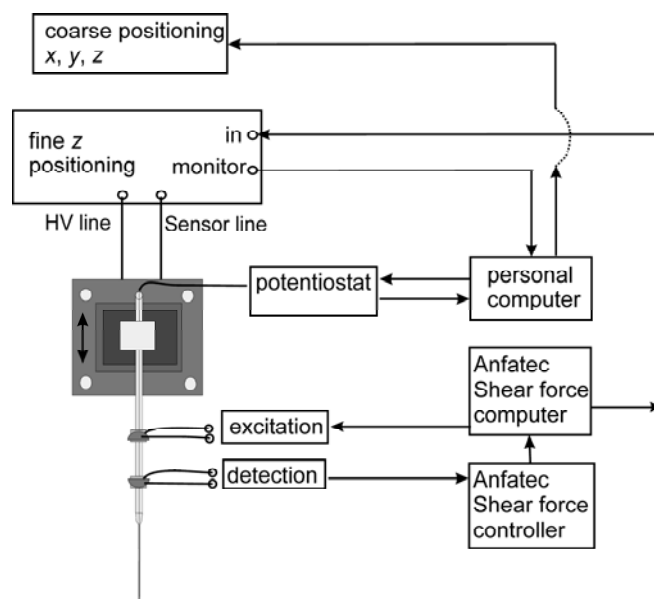 coarse positioning
x, y, z
in
fine z
positioning
monitor
HV line
Sensor line
potentiostat
personal
computer
Anfatec
Shear force
computer
excitation
detection
Anfatec
Shear force
controller